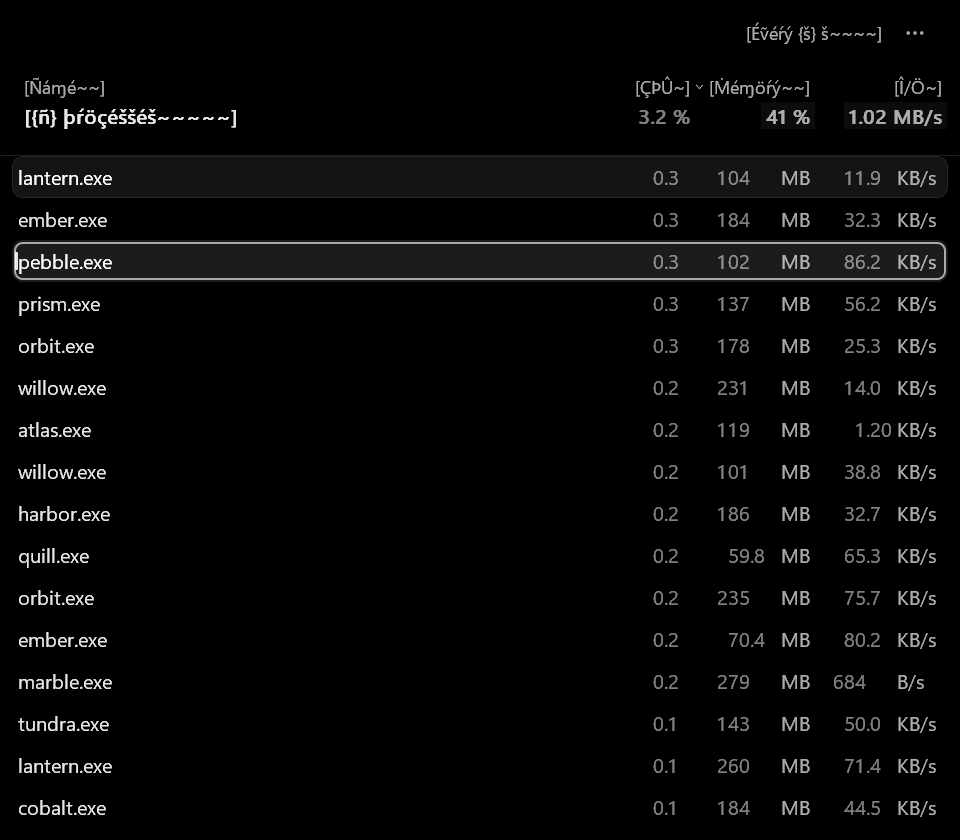 [Éṽéŕý {š} š~~~~] ···
[Ñáɱé~~] [ÇÞÛ~] [Ṁéɱöŕý~~] [Î/Ö~]
[{ñ} þŕöçéššéš~~~~~] 3.2 % 41 % 1.02 MB/s
lantern.exe 0.3 104 MB 11.9 KB/s
ember.exe 0.3 184 MB 32.3 KB/s
pebble.exe 0.3 102 MB 86.2 KB/s
prism.exe 0.3 137 MB 56.2 KB/s
orbit.exe 0.3 178 MB 25.3 KB/s
willow.exe 0.2 231 MB 14.0 KB/s
atlas.exe 0.2 119 MB 1.20 KB/s
willow.exe 0.2 101 MB 38.8 KB/s
harbor.exe 0.2 186 MB 32.7 KB/s
quill.exe 0.2 59.8 MB 65.3 KB/s
orbit.exe 0.2 235 MB 75.7 KB/s
ember.exe 0.2 70.4 MB 80.2 KB/s
marble.exe 0.2 279 MB 684 B/s
tundra.exe 0.1 143 MB 50.0 KB/s
lantern.exe 0.1 260 MB 71.4 KB/s
cobalt.exe 0.1 184 MB 44.5 KB/s